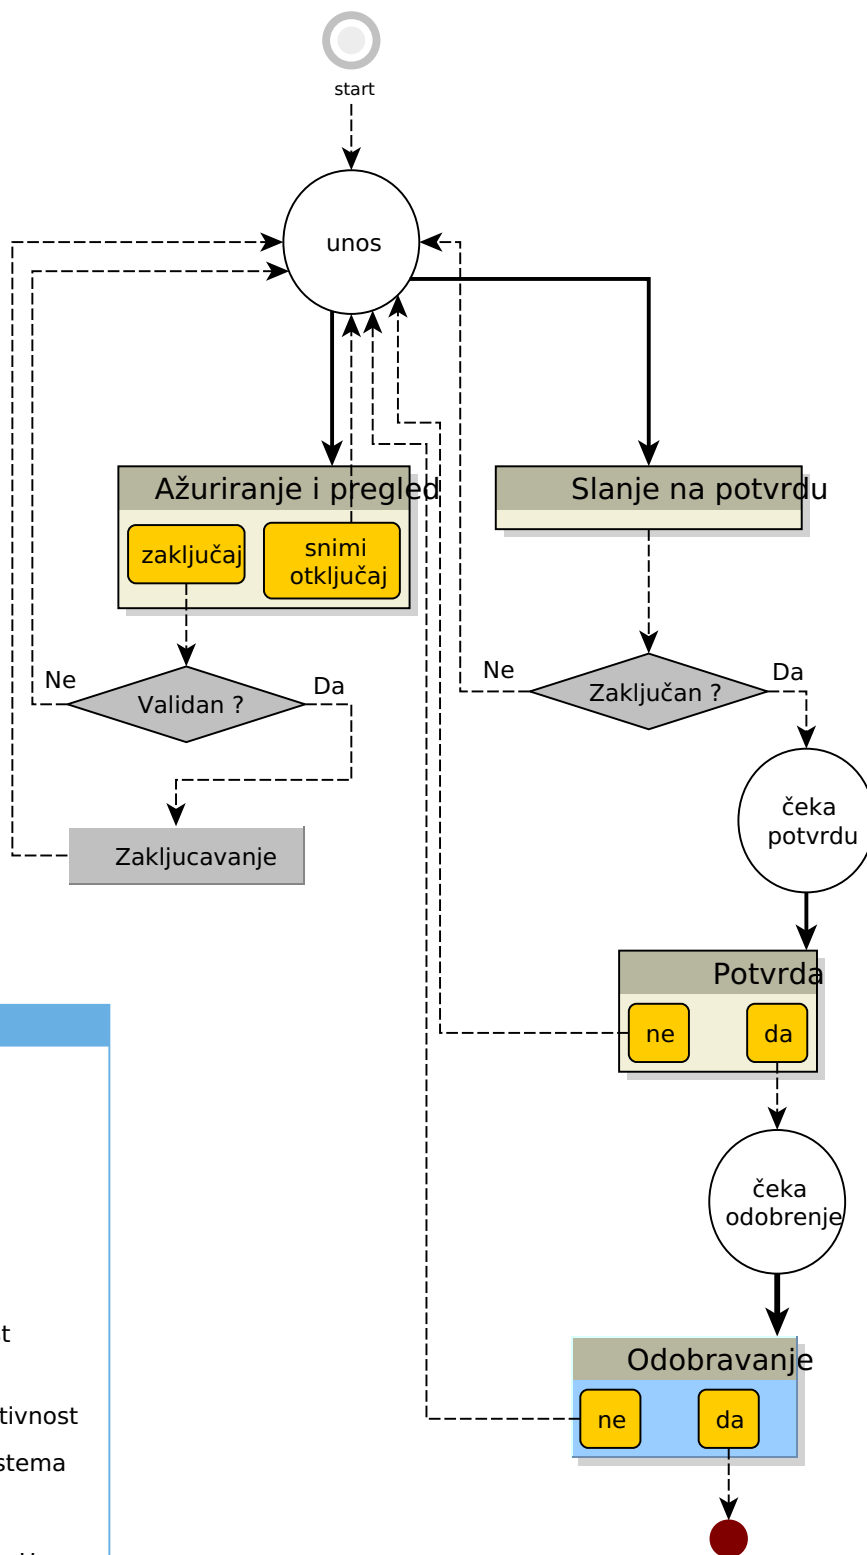 start
unos
Ažuriranje i pregled
Slanje na potvrdu
zaključaj
snimi
otključaj
Ne
Validan ?
Da
Ne
Zaključan ?
Da
Zakljucavanje
čeka
potvrdu
Potvrda
ne
da
čeka
odobrenje
Odobravanje
ne
da